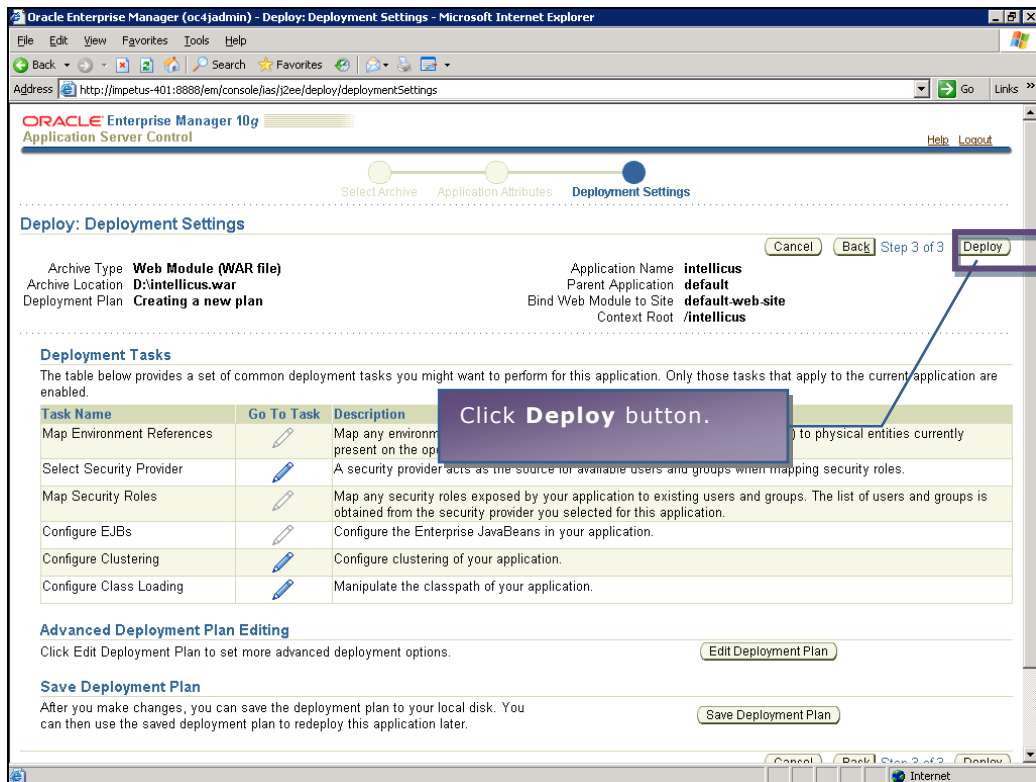 Oracle Enterprise Manager (oc4jadmin) - Deploy: Deployment Settings - Microsoft Internet Explorer
File Edit View Favorites Tools Help
Back Search Favorites
Address http://impetus-401:8888/em/console/ias/j2ee/deploy/deploymentSettings Go Links »
ORACLE Enterprise Manager 10g
Application Server Control
Help Logout
Select Archive Application Attributes Deployment Settings
Deploy: Deployment Settings
Cancel Back Step 3 of 3 Deploy
Archive Type Web Module (WAR file)
Archive Location D:\intellicus.war
Deployment Plan Creating a new plan
Application Name intellicus
Parent Application default
Bind Web Module to Site default-web-site
Context Root /intellicus
Deployment Tasks
The table below provides a set of common deployment tasks you might want to perform for this application. Only those tasks that apply to the current application are
enabled.
Task Name Go To Task Description
Click Deploy button.
Map Environment References Map any environm ) to physical entities currently
present on the ope
Select Security Provider A security provider acts as the source for available users and groups when mapping security roles.
Map Security Roles Map any security roles exposed by your application to existing users and groups. The list of users and groups is
obtained from the security provider you selected for this application.
Configure EJBs Configure the Enterprise JavaBeans in your application.
Configure Clustering Configure clustering of your application.
Configure Class Loading Manipulate the classpath of your application.
Advanced Deployment Plan Editing
Click Edit Deployment Plan to set more advanced deployment options. Edit Deployment Plan
Save Deployment Plan
After you make changes, you can save the deployment plan to your local disk. You
can then use the saved deployment plan to redeploy this application later.
Save Deployment Plan
Cancel Back Step 3 of 3 Deploy
Internet